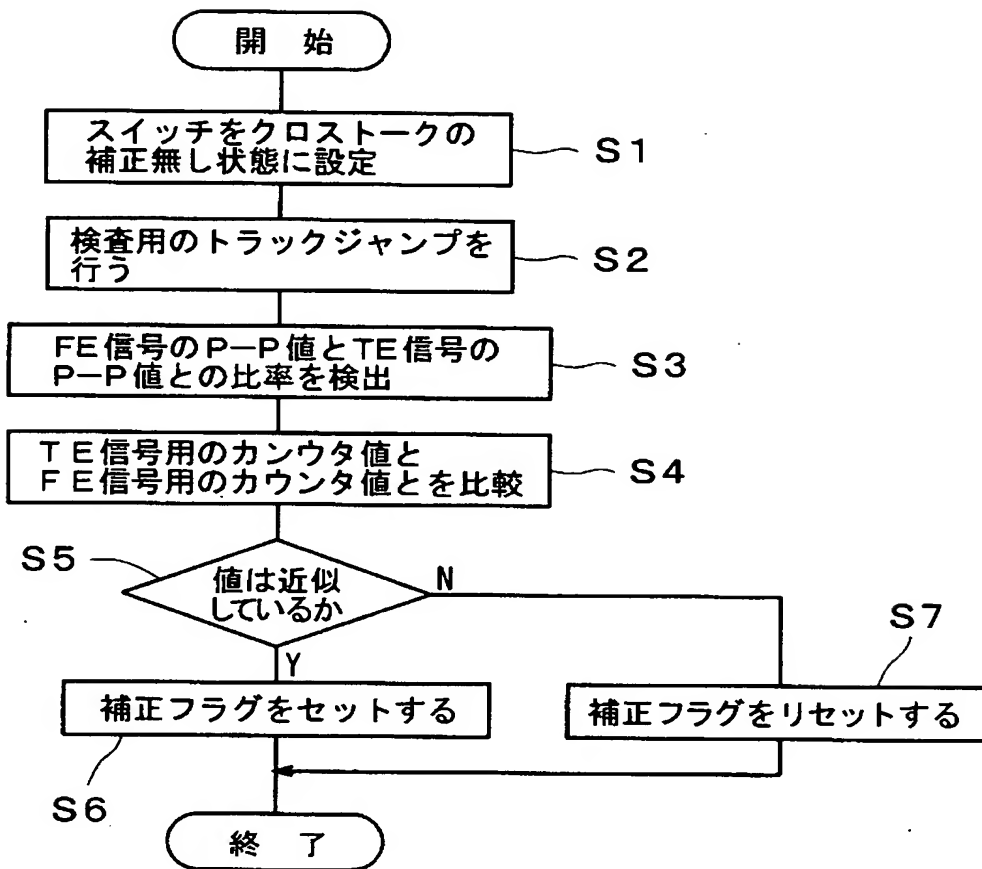 開 始
スイッチをクロストークの
補正無し状態に設定
S1
検査用のトラックジャンプを
行う
S2
FE信号のP−P値とTE信号の
P−P値との比率を検出
S3
TE信号用のカンウタ値と
FE信号用のカウンタ値とを比較
S4
S5
値は近似
しているか
N
Y
S7
補正フラグをセットする
補正フラグをリセットする
S6
終 了